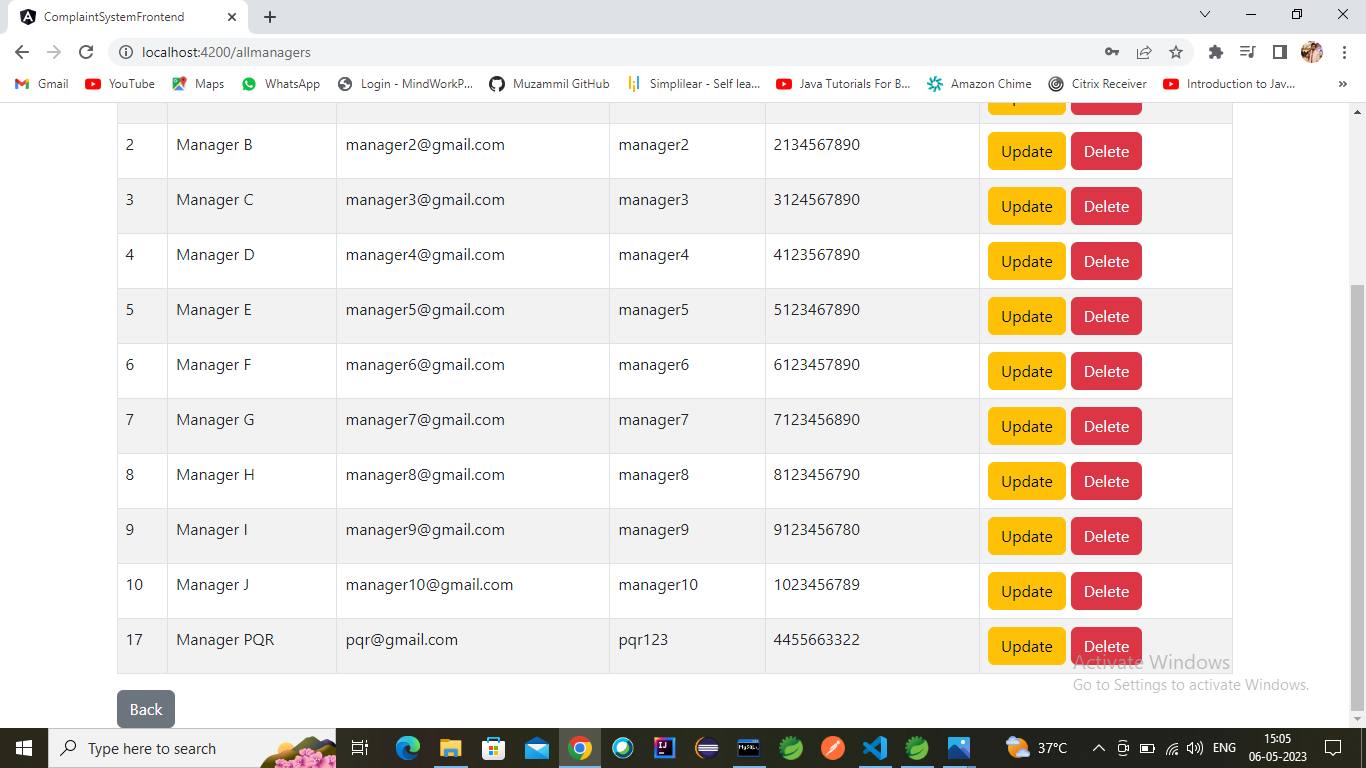 ComplaintSystemFrontend
localhost:4200/allmanagers
Gmail YouTube Maps WhatsApp Login - MindWorkP... Muzammil GitHub Simplilear - Self lea... Java Tutorials For B... Amazon Chime Citrix Receiver Introduction to Jav... »
2 Manager B manager2@gmail.com manager2 2134567890 Update Delete
3 Manager C manager3@gmail.com manager3 3124567890 Update Delete
4 Manager D manager4@gmail.com manager4 4123567890 Update Delete
5 Manager E manager5@gmail.com manager5 5123467890 Update Delete
6 Manager F manager6@gmail.com manager6 6123457890 Update Delete
7 Manager G manager7@gmail.com manager7 7123456890 Update Delete
8 Manager H manager8@gmail.com manager8 8123456790 Update Delete
9 Manager I manager9@gmail.com manager9 9123456780 Update Delete
10 Manager J manager10@gmail.com manager10 1023456789 Update Delete
17 Manager PQR pqr@gmail.com pqr123 4455663322 Update Delete
Activate Windows
Go to Settings to activate Windows.
Back
Type here to search 37°C ENG 15:05
06-05-2023